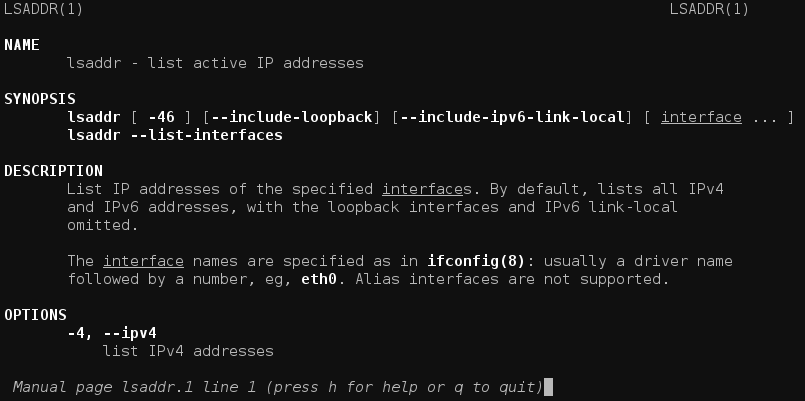 LSADDR(1) LSADDR(1)
NAME
lsaddr - list active IP addresses
SYNOPSIS
lsaddr [ -46 ] [--include-loopback] [--include-ipv6-link-local] [ interface ... ]
lsaddr --list-interfaces
DESCRIPTION
List IP addresses of the specified interfaces. By default, lists all IPv4
and IPv6 addresses, with the loopback interfaces and IPv6 link-local
omitted.
The interface names are specified as in ifconfig(8): usually a driver name
followed by a number, eg, eth0. Alias interfaces are not supported.
OPTIONS
-4, --ipv4
list IPv4 addresses
Manual page lsaddr.1 line 1 (press h for help or q to quit)